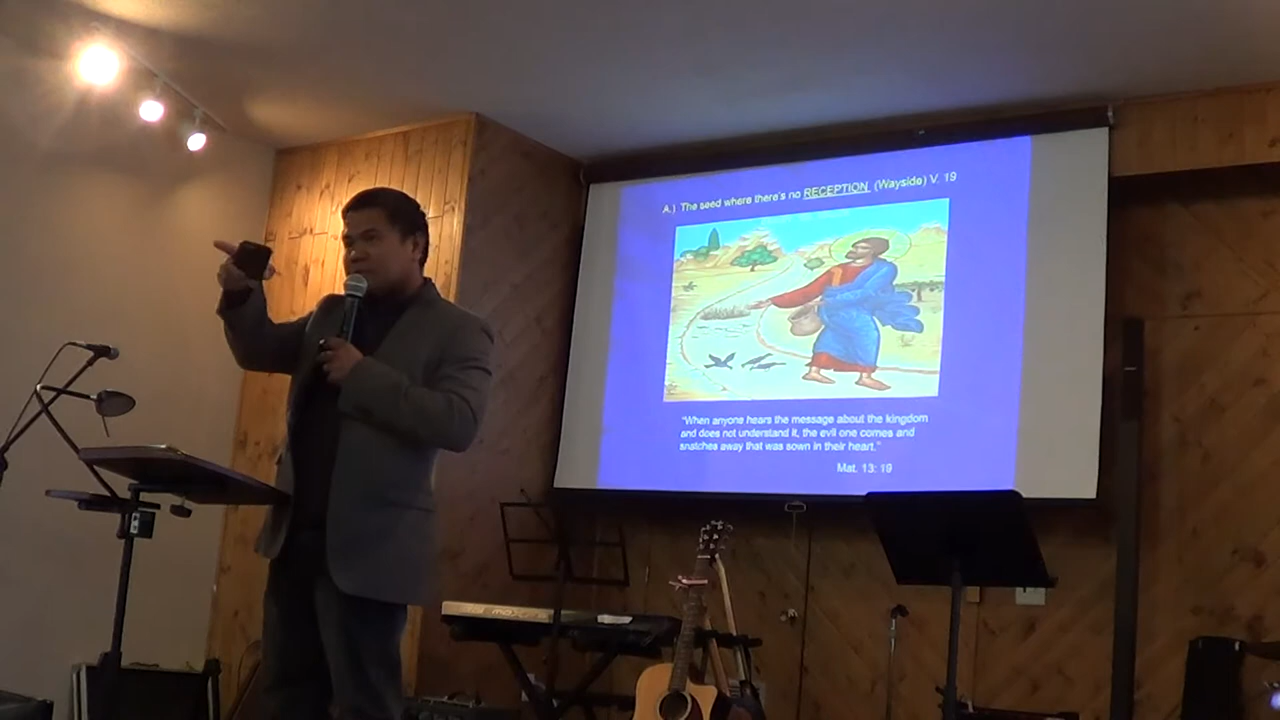 A.) The seed where there's no RECEPTION (Wayside) V. 19
"When anyone hears the message about the kingdom
and does not understand it, the evil one comes and
snatches away that was sown in their heart."
Mat. 13: 19